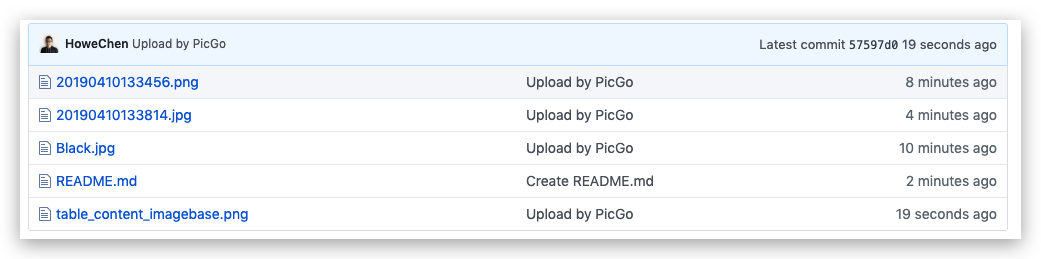 HoweChen Upload by PicGo Latest commit 57597d0 19 seconds ago
20190410133456.png Upload by PicGo 8 minutes ago
20190410133814.jpg Upload by PicGo 4 minutes ago
Black.jpg Upload by PicGo 10 minutes ago
README.md Create README.md 2 minutes ago
table_content_imagebase.png Upload by PicGo 19 seconds ago